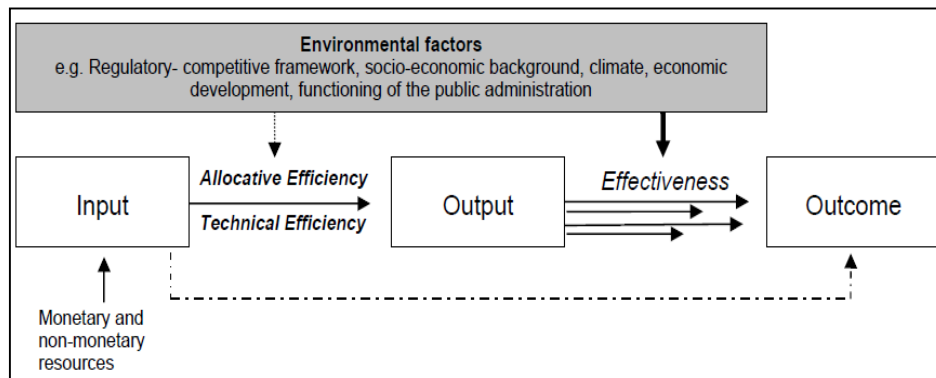 Environmental factors
e.g. Regulatory- competitive framework, socio-economic background, climate, economic
development, functioning of the public administration
Allocative Efficiency
Effectiveness
Input
Output
Outcome
Technical Efficiency
Monetary and
non-monetary
resources